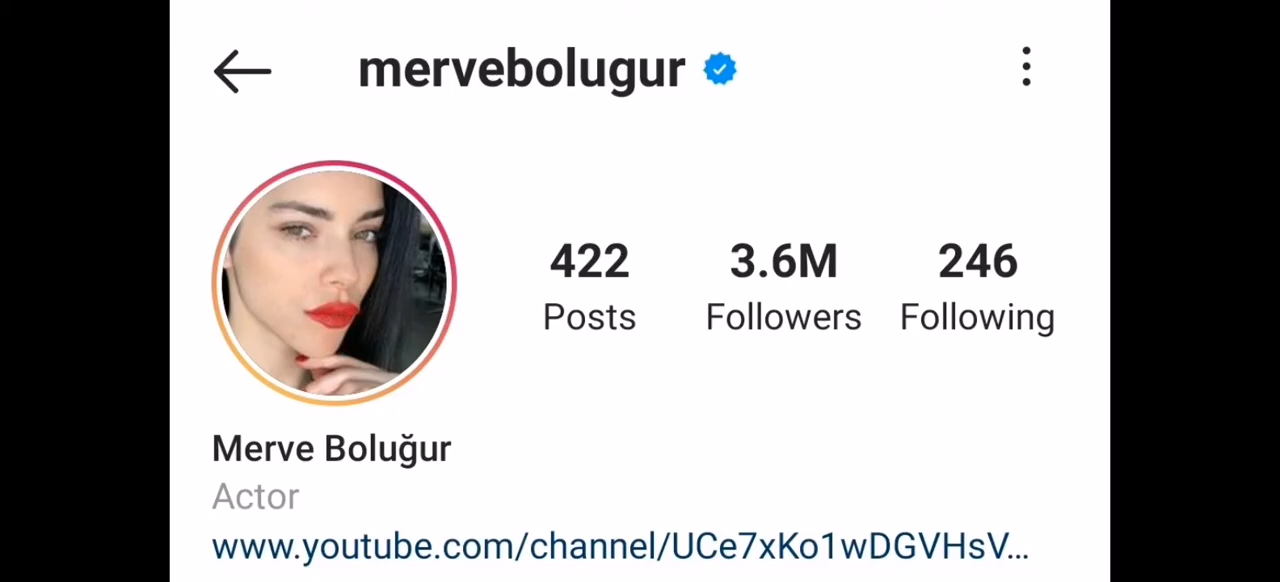 mervebolugur
422 3.6M 246
Posts Followers Following
Merve Boluğur
Actor
www.youtube.com/channel/UCe7xKo1wDGVHsV...